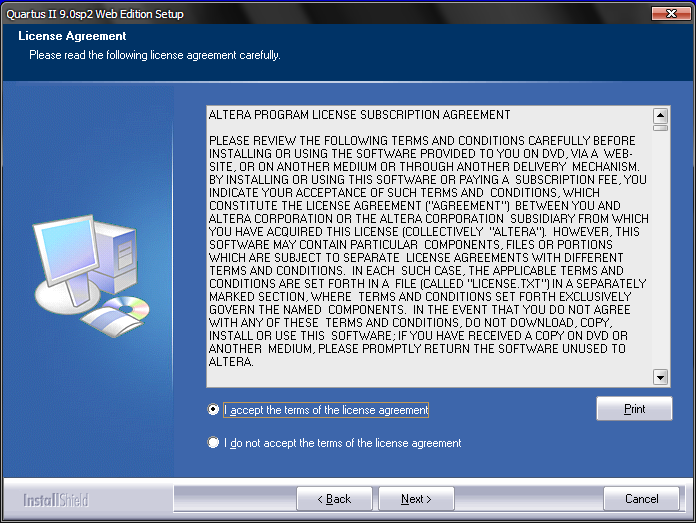 Quartus II 9.0sp2 Web Edition Setup
License Agreement
Please read the following license agreement carefully.
ALTERA PROGRAM LICENSE SUBSCRIPTION AGREEMENT
PLEASE REVIEW THE FOLLOWING TERMS AND CONDITIONS CAREFULLY BEFORE
INSTALLING OR USING THE SOFTWARE PROVIDED TO YOU ON DVD, VIA A WEB-
SITE, OR ON ANOTHER MEDIUM OR THROUGH ANOTHER DELIVERY MECHANISM.
BY INSTALLING OR USING THIS SOFTWARE OR PAYING A SUBSCRIPTION FEE, YOU
INDICATE YOUR ACCEPTANCE OF SUCH TERMS AND CONDITIONS, WHICH
CONSTITUTE THE LICENSE AGREEMENT ("AGREEMENT") BETWEEN YOU AND
ALTERA CORPORATION OR THE ALTERA CORPORATION SUBSIDIARY FROM WHICH
YOU HAVE ACQUIRED THIS LICENSE (COLLECTIVELY "ALTERA"). HOWEVER, THIS
SOFTWARE MAY CONTAIN PARTICULAR COMPONENTS, FILES OR PORTIONS
WHICH ARE SUBJECT TO SEPARATE LICENSE AGREEMENTS WITH DIFFERENT
TERMS AND CONDITIONS. IN EACH SUCH CASE, THE APPLICABLE TERMS AND
CONDITIONS ARE SET FORTH IN A FILE (CALLED "LICENSE.TXT") IN A SEPARATELY
MARKED SECTION, WHERE TERMS AND CONDITIONS SET FORTH EXCLUSIVELY
GOVERN THE NAMED COMPONENTS. IN THE EVENT THAT YOU DO NOT AGREE
WITH ANY OF THESE TERMS AND CONDITIONS, DO NOT DOWNLOAD, COPY,
INSTALL OR USE THIS SOFTWARE; IF YOU HAVE RECEIVED A COPY ON DVD OR
ANOTHER MEDIUM, PLEASE PROMPTLY RETURN THE SOFTWARE UNUSED TO
ALTERA.
I accept the terms of the license agreement
Print
I do not accept the terms of the license agreement
InstallShield
< Back
Next >
Cancel